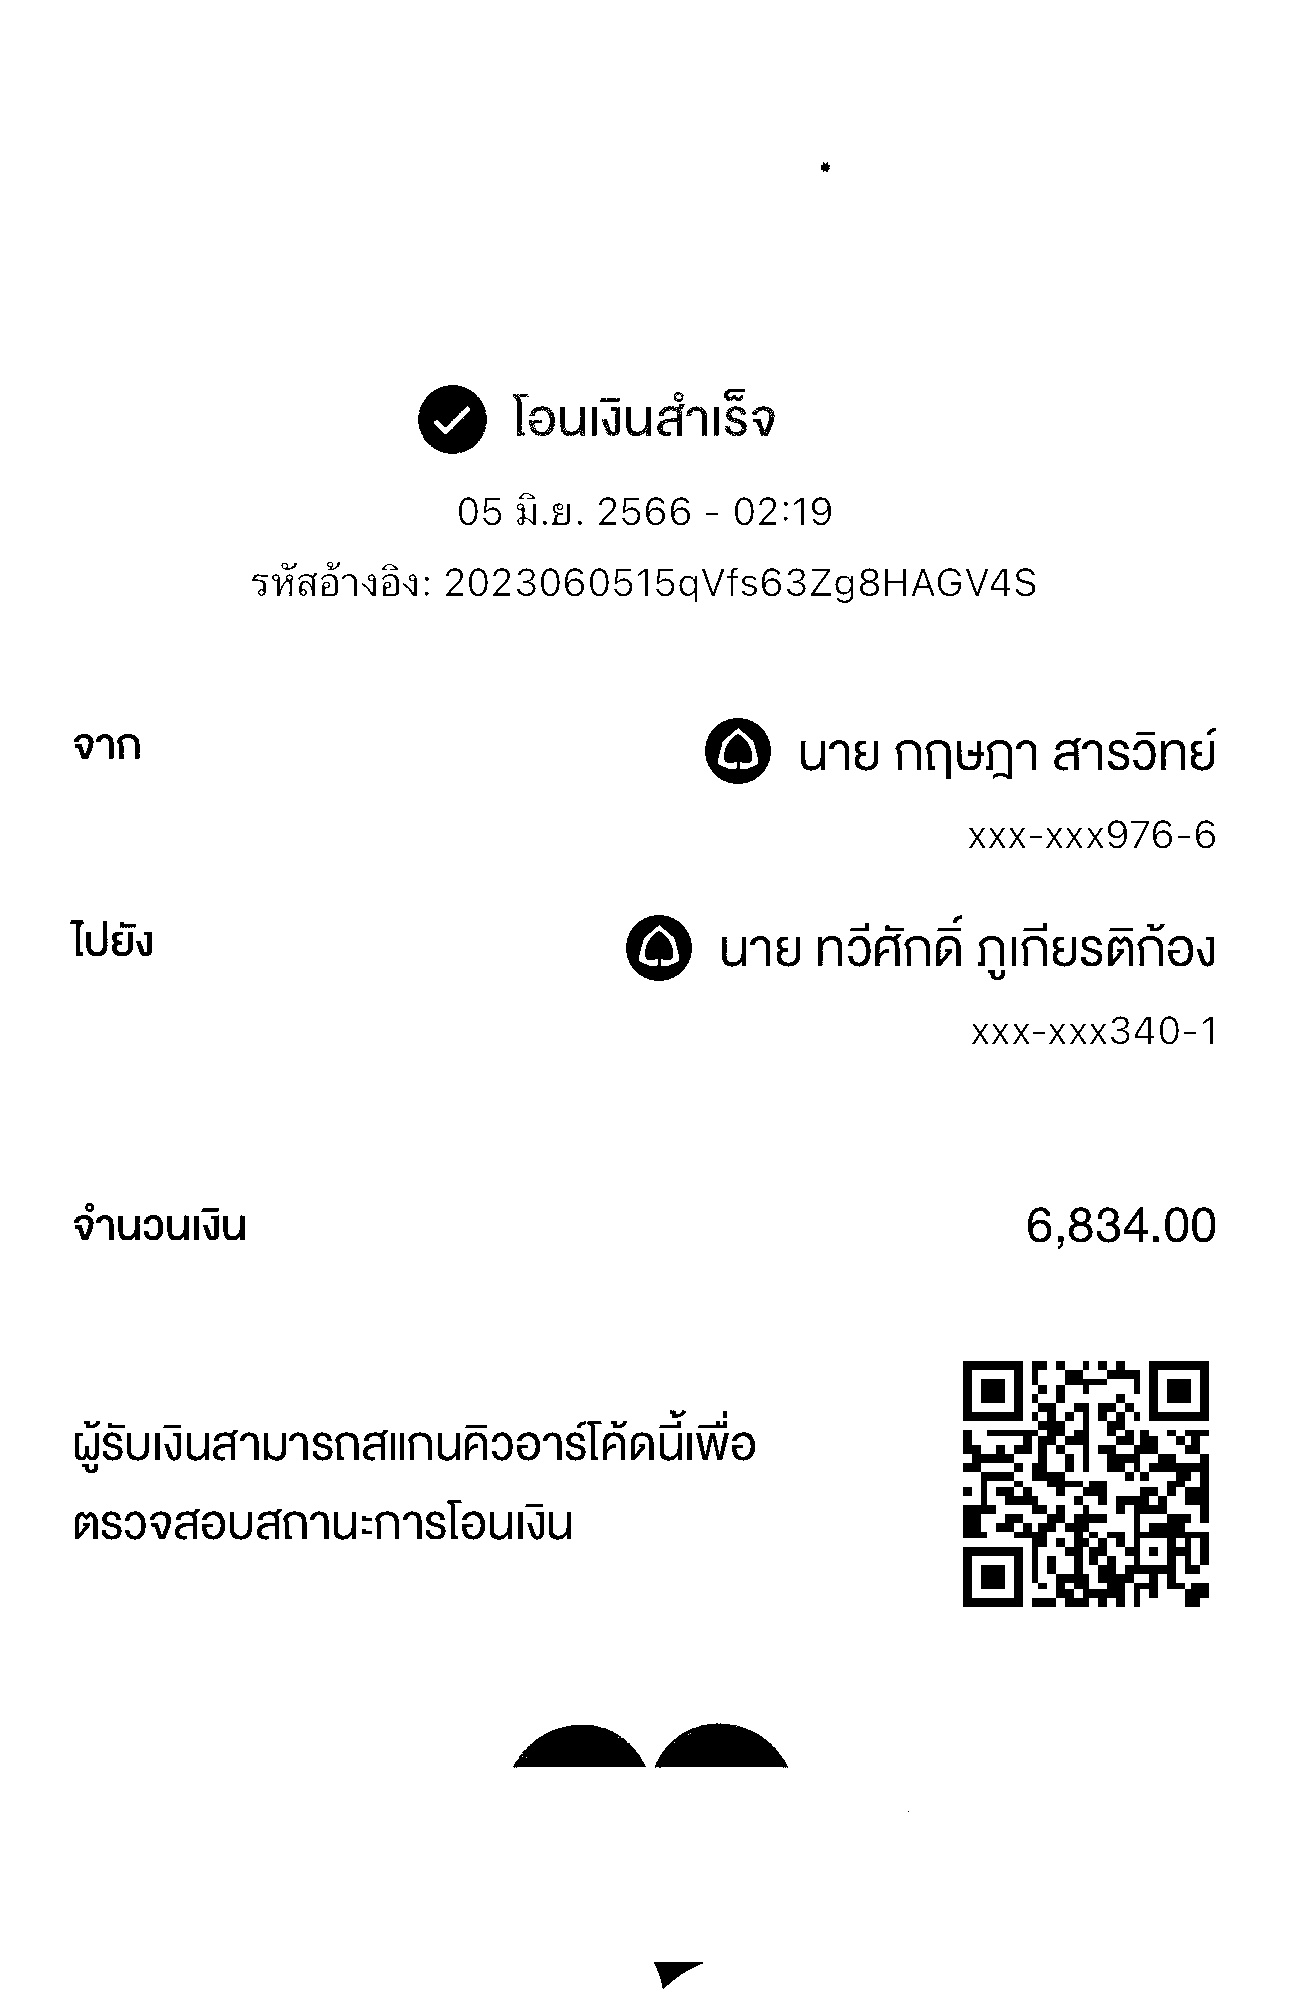 โอนเงินสำเร็จ
05 มิ.ย. 2566 - 02:19
รหัสอ้างอิง: 2023060515qVfs63Zg8HAGV4S
จาก
นาย กฤษฎา สารวิทย์
xxx-xxx976-6
ไปยัง
นาย ทวีศักดิ์ ภูเกียรติก้อง
xxx-xxx340-1
จำนวนเงิน
6,834.00
ผู้รับเงินสามารถสแกนคิวอาร์โค้ดนี้เพื่อ
ตรวจสอบสถานะการโอนเงิน